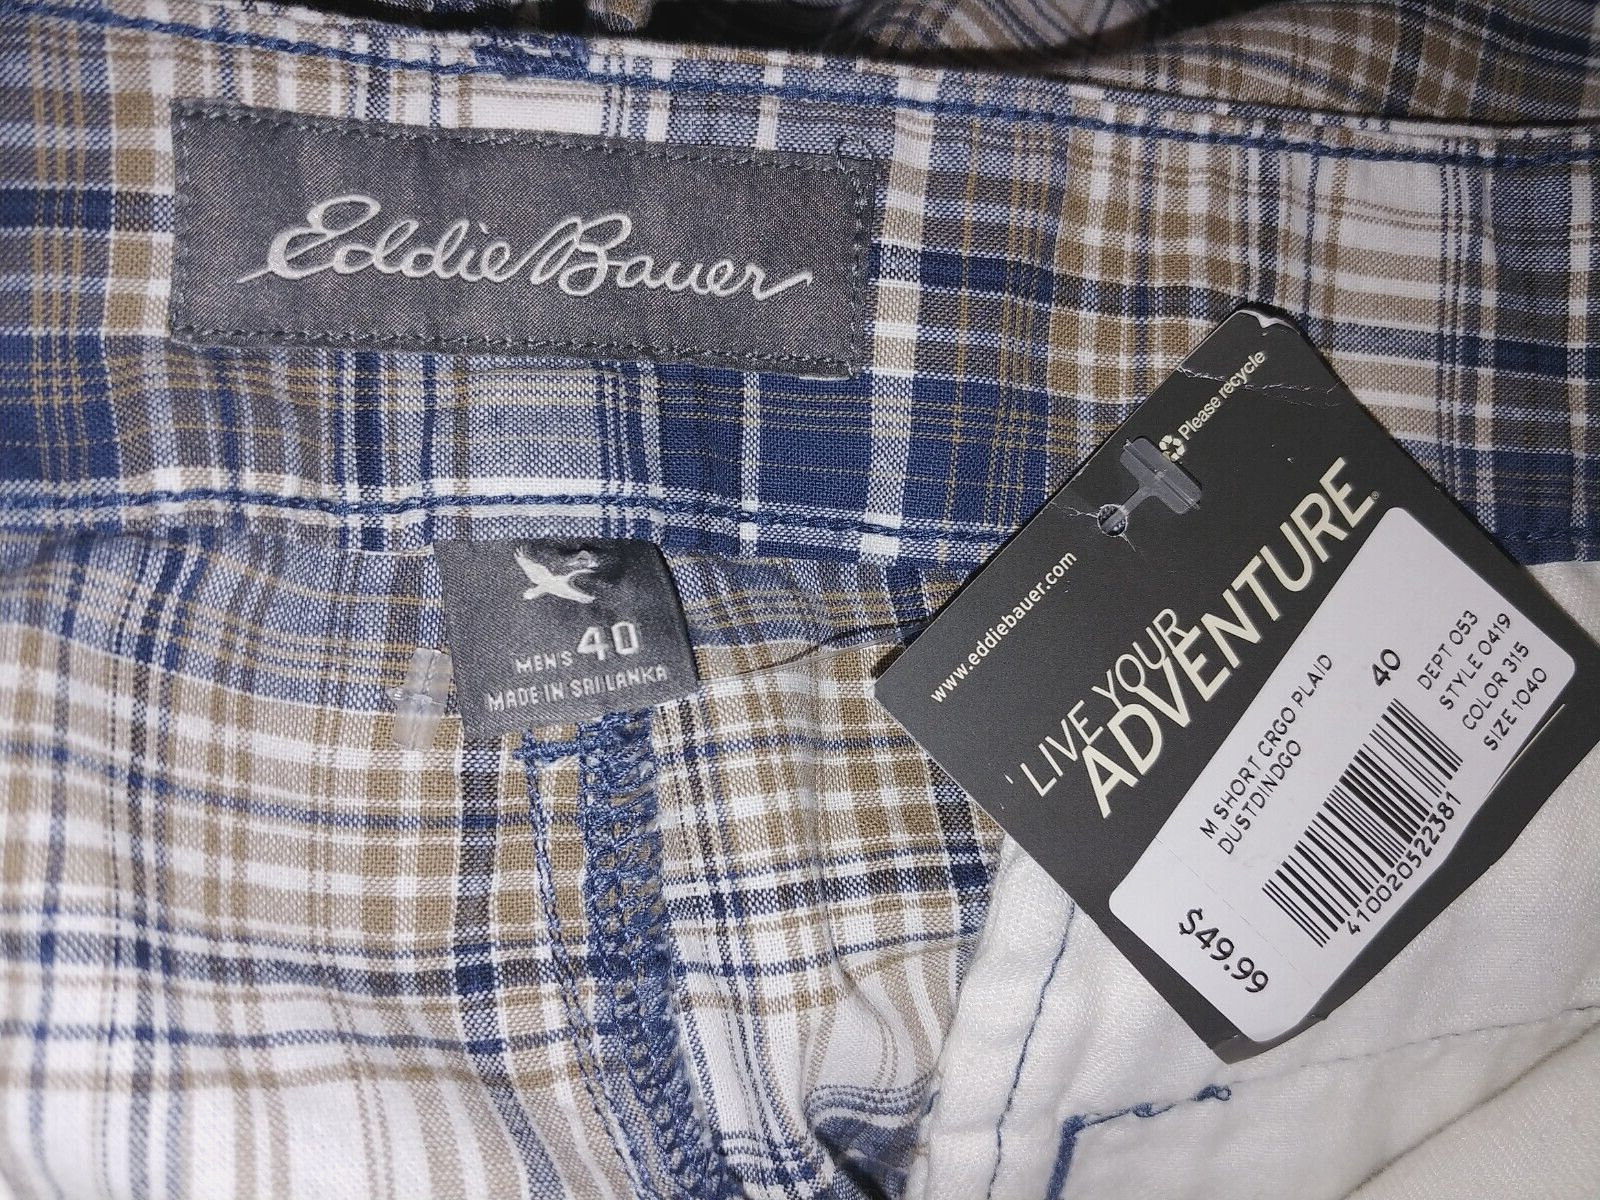 Eddie Bauer
MEN'S 40
MADE IN SRI LANKA
Please recycle
www.eddiebauer.com
LIVE YOUR
ADVENTURE®
M SHORT CRGO PLAID
DUSTDINDGO
40
DEPT 053
STYLE 0419
COLOR 315
SIZE 1040
410020522381
$49.99